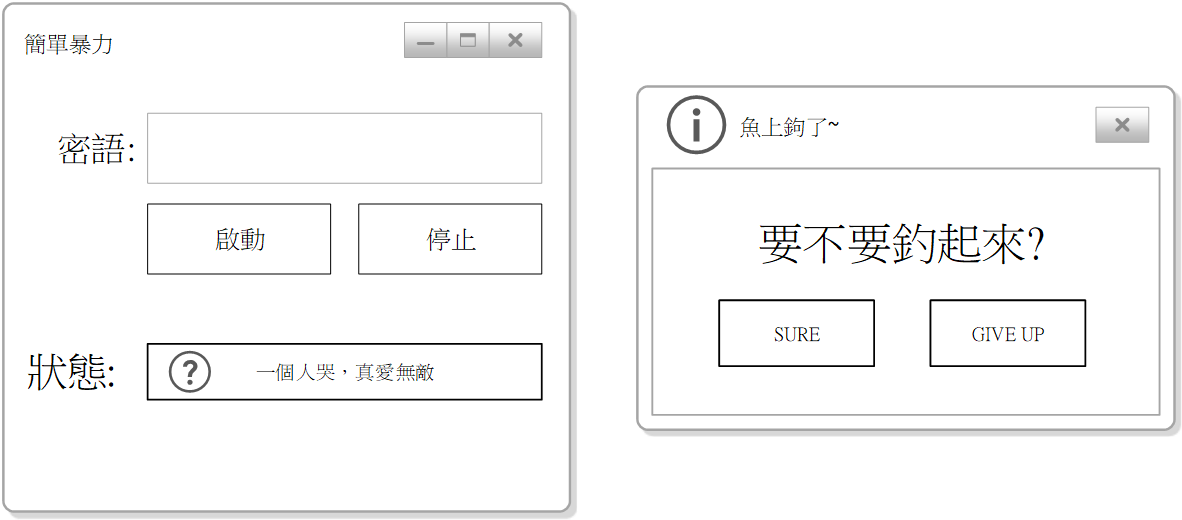 簡單暴力
密語:
啟動
停止
狀態:
一個人哭，真愛無敵
魚上鉤了~
要不要釣起來?
SURE
GIVE UP